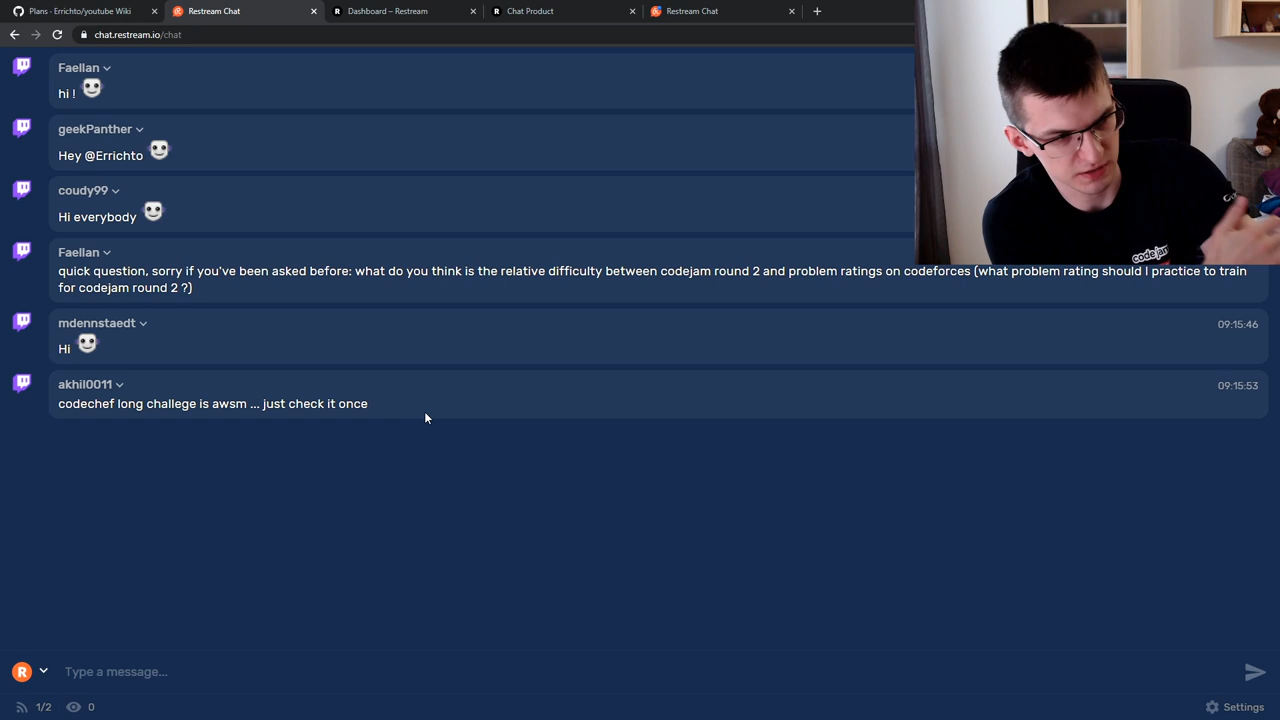 Plans · Errichto/youtube Wiki
Restream Chat
Dashboard – Restream
Chat Product
Restream Chat
chat.restream.io/chat
Faellan
hi !
geekPanther
Hey @Errichto
coudy99
Hi everybody
Faellan
quick question, sorry if you've been asked before: what do you think is the relative difficulty between codejam round 2 and problem ratings on codeforces (what problem rating should I practice to train
for codejam round 2 ?)
mdennstaedt
09:15:46
Hi
akhil0011
09:15:53
codechef long challege is awsm ... just check it once
codejam
R
Type a message...
1/2
0
Settings